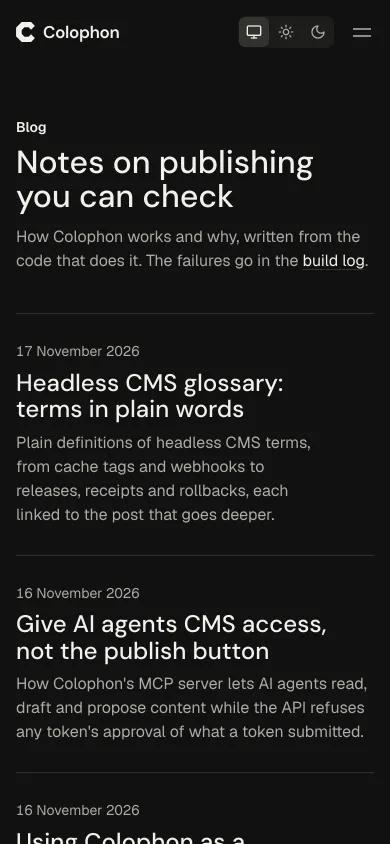 Colophon
Blog
Notes on publishing
you can check
How Colophon works and why, written from the
code that does it. The failures go in the build log.
17 November 2026
Headless CMS glossary:
terms in plain words
Plain definitions of headless CMS terms,
from cache tags and webhooks to
releases, receipts and rollbacks, each
linked to the post that goes deeper.
16 November 2026
Give AI agents CMS access,
not the publish button
How Colophon's MCP server lets AI agents read,
draft and propose content while the API refuses
any token's approval of what a token submitted.
16 November 2026
Using Colophon as a